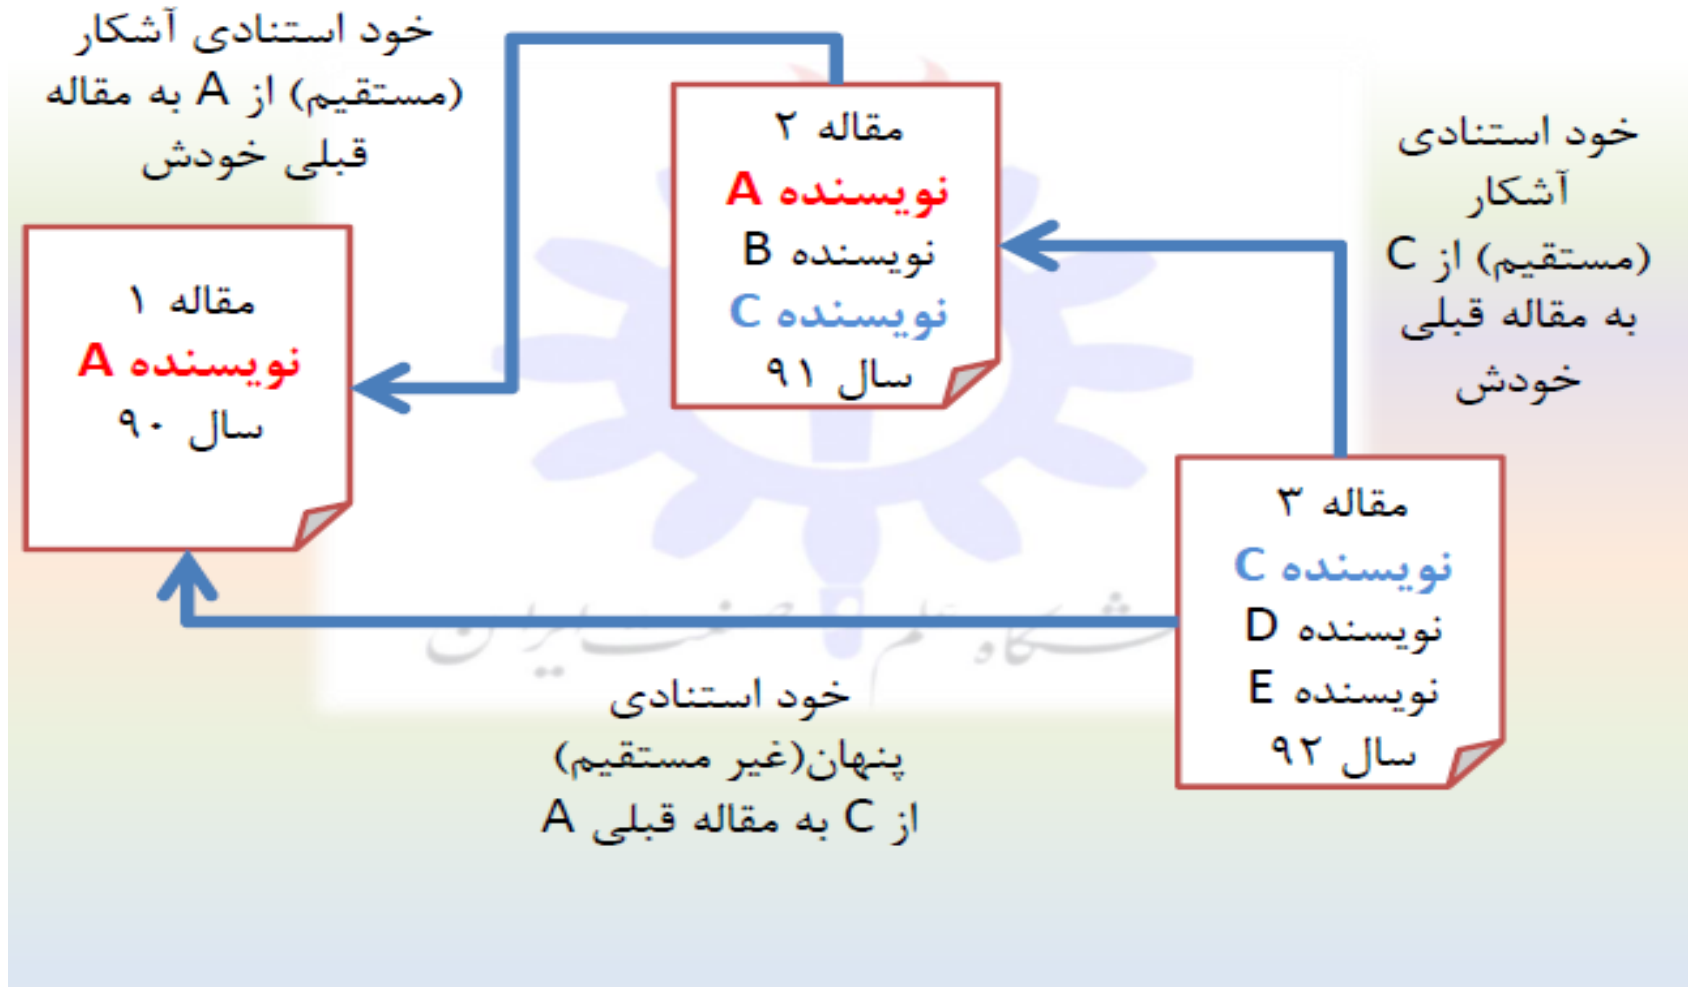 خود استنادی آشکار
(مستقیم) از A به مقاله
قبلی خودش
مقاله ۱
نویسنده A
سال ۹۰
مقاله ۲
نویسنده A
نویسنده B
نویسنده C
سال ۹۱
خود استنادی
آشکار
(مستقیم) از C
به مقاله قبلی
خودش
مقاله ۳
نویسنده C
نویسنده D
نویسنده E
سال ۹۲
خود استنادی
پنهان(غیر مستقیم)
از C به مقاله قبلی A